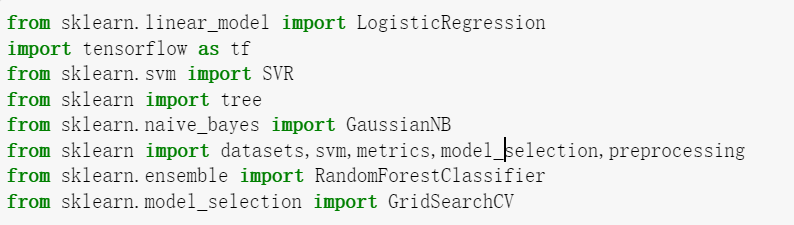 from sklearn.linear_model import LogisticRegression
import tensorflow as tf
from sklearn.svm import SVR
from sklearn import tree
from sklearn.naive_bayes import GaussianNB
from sklearn import datasets,svm,metrics,model_selection,preprocessing
from sklearn.ensemble import RandomForestClassifier
from sklearn.model_selection import GridSearchCV